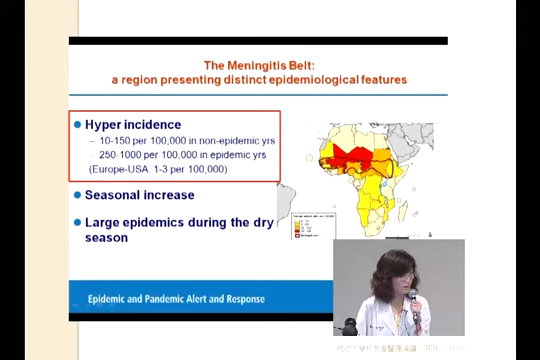 The Meningitis Belt:
a region presenting distinct epidemiological features
Hyper incidence
– 10-150 per 100,000 in non-epidemic yrs
250-1000 per 100,000 in epidemic yrs
(Europe-USA. 1-3 per 100,000)
Seasonal increase
Large epidemics during the dry
season
Epidemic and Pandemic Alert and Response